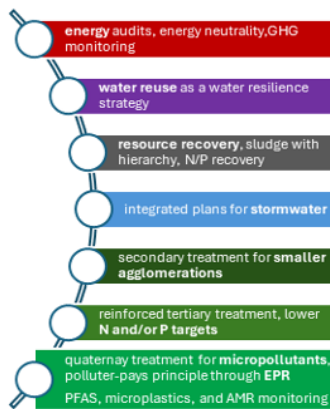 energy audits, energy neutrality,GHG
monitoring
water reuse as a water resilience
strategy
resource recovery, sludge with
hierarchy, N/P recovery
integrated plans for stormwater
secondary treatment for smaller
agglomerations
reinforced tertiary treatment, lower
N and/or P targets
quaternay treatment for micropollutants,
polluter-pays principle through EPR
PFAS, microplastics, and AMR monitoring